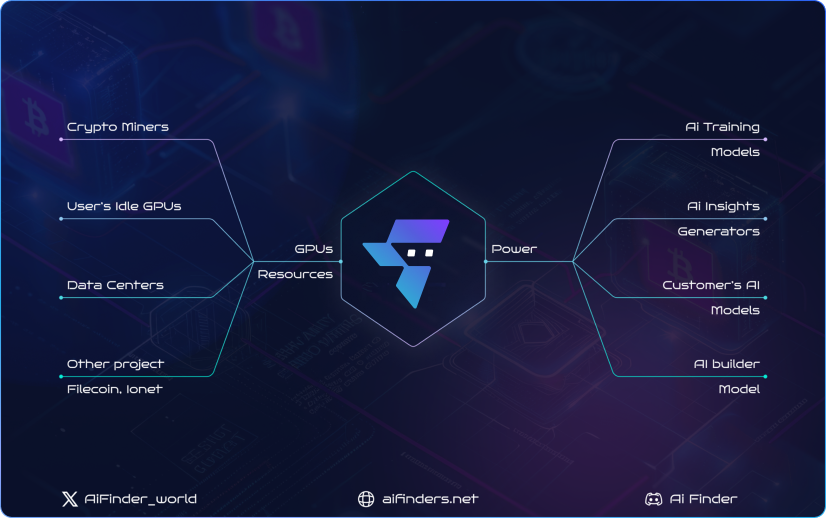 Crypto Miners
User's Idle GPUs
Data Centers
Other project
Filecoin, Ionet
GPUs
Resources
Power
Ai Training
Models
Ai Insights
Generators
Customer's AI
Models
AI builder
Model
AiFinder_world
aifinders.net
Ai Finder